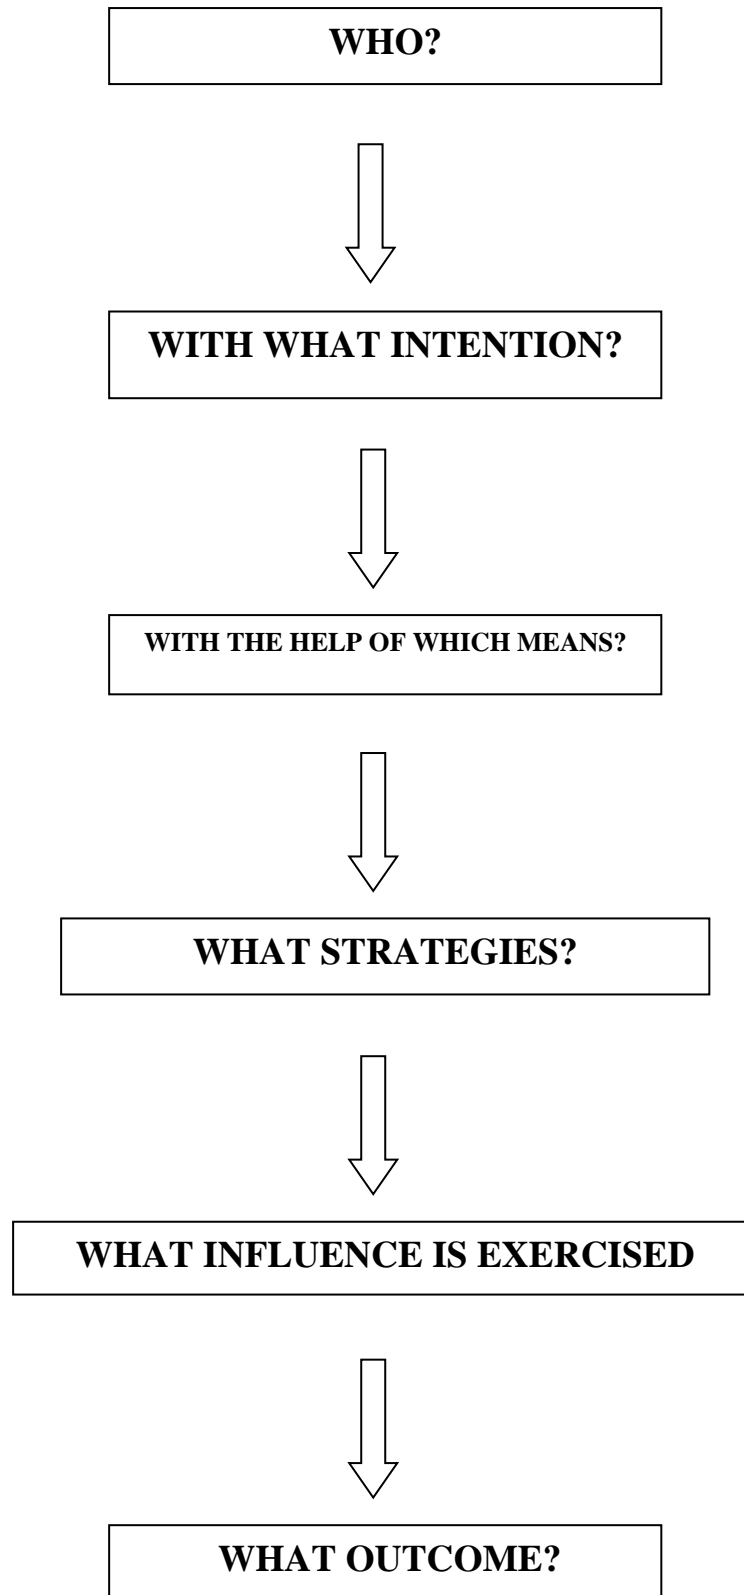 WHO?
WITH WHAT INTENTION?
WITH THE HELP OF WHICH MEANS?
WHAT STRATEGIES?
WHAT INFLUENCE IS EXERCISED
WHAT OUTCOME?